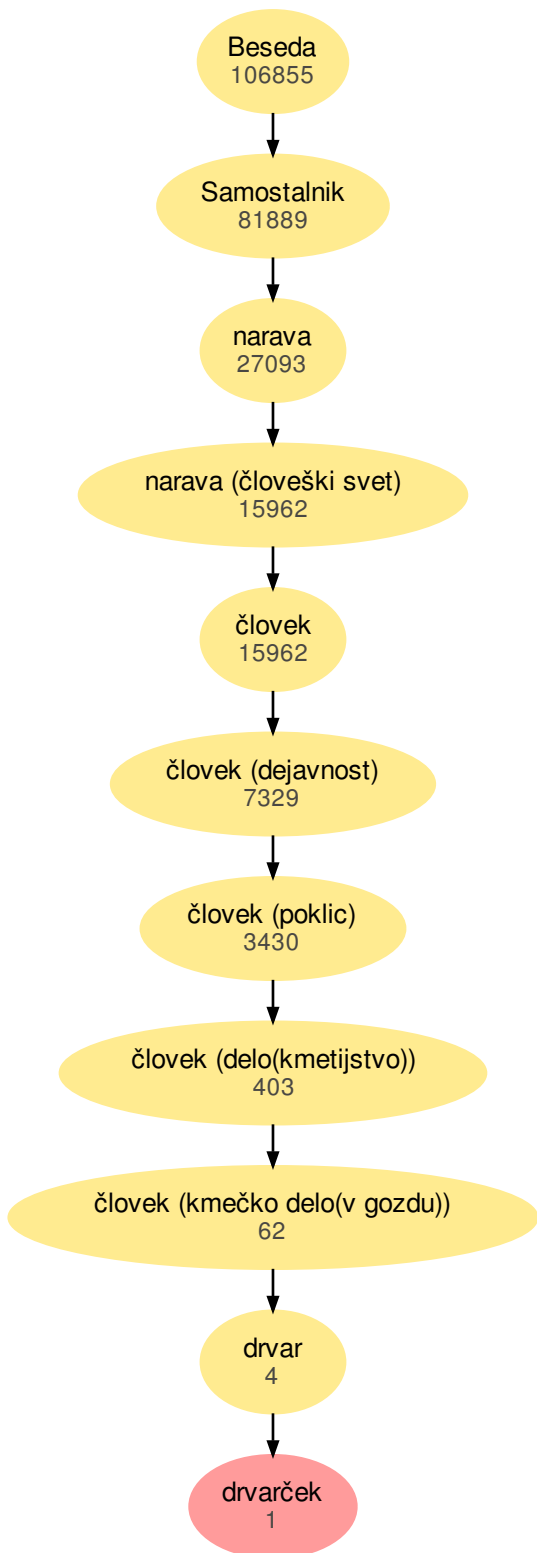 Beseda
106855
Samostalnik
81889
narava
27093
narava (človeški svet)
15962
človek
15962
človek (dejavnost)
7329
človek (poklic)
3430
človek (delo(kmetijstvo))
403
človek (kmečko delo(v gozdu))
62
drvar
4
drvarček
1